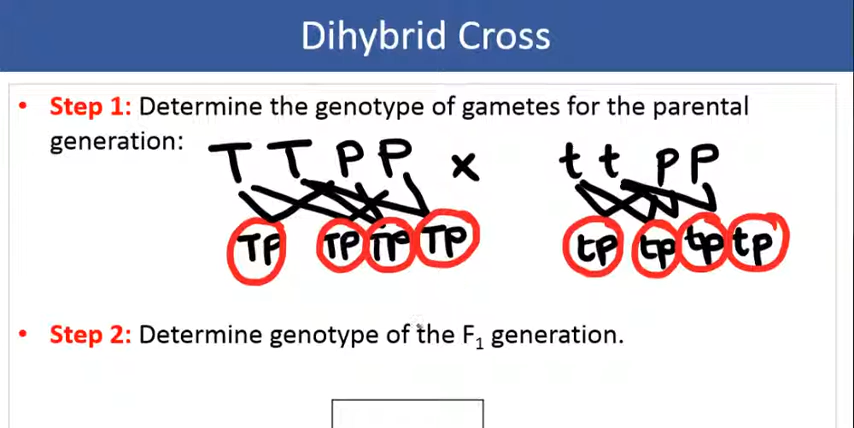 Dihybrid Cross
• Step 1: Determine the genotype of gametes for the parental
generation:
T T P P x t t p p
TP TP TP TP tp tp tp tp
• Step 2: Determine genotype of the F₁ generation.